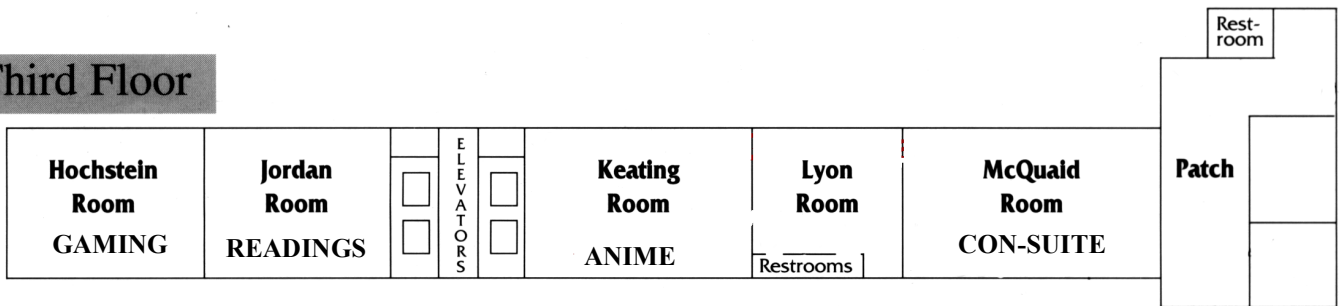 Rest-
room
Third Floor
Hochstein
Room
GAMING
Jordan
Room
READINGS
ELEVATORS
Keating
Room
ANIME
Lyon
Room
Restrooms
McQuaid
Room
CON-SUITE
Patch